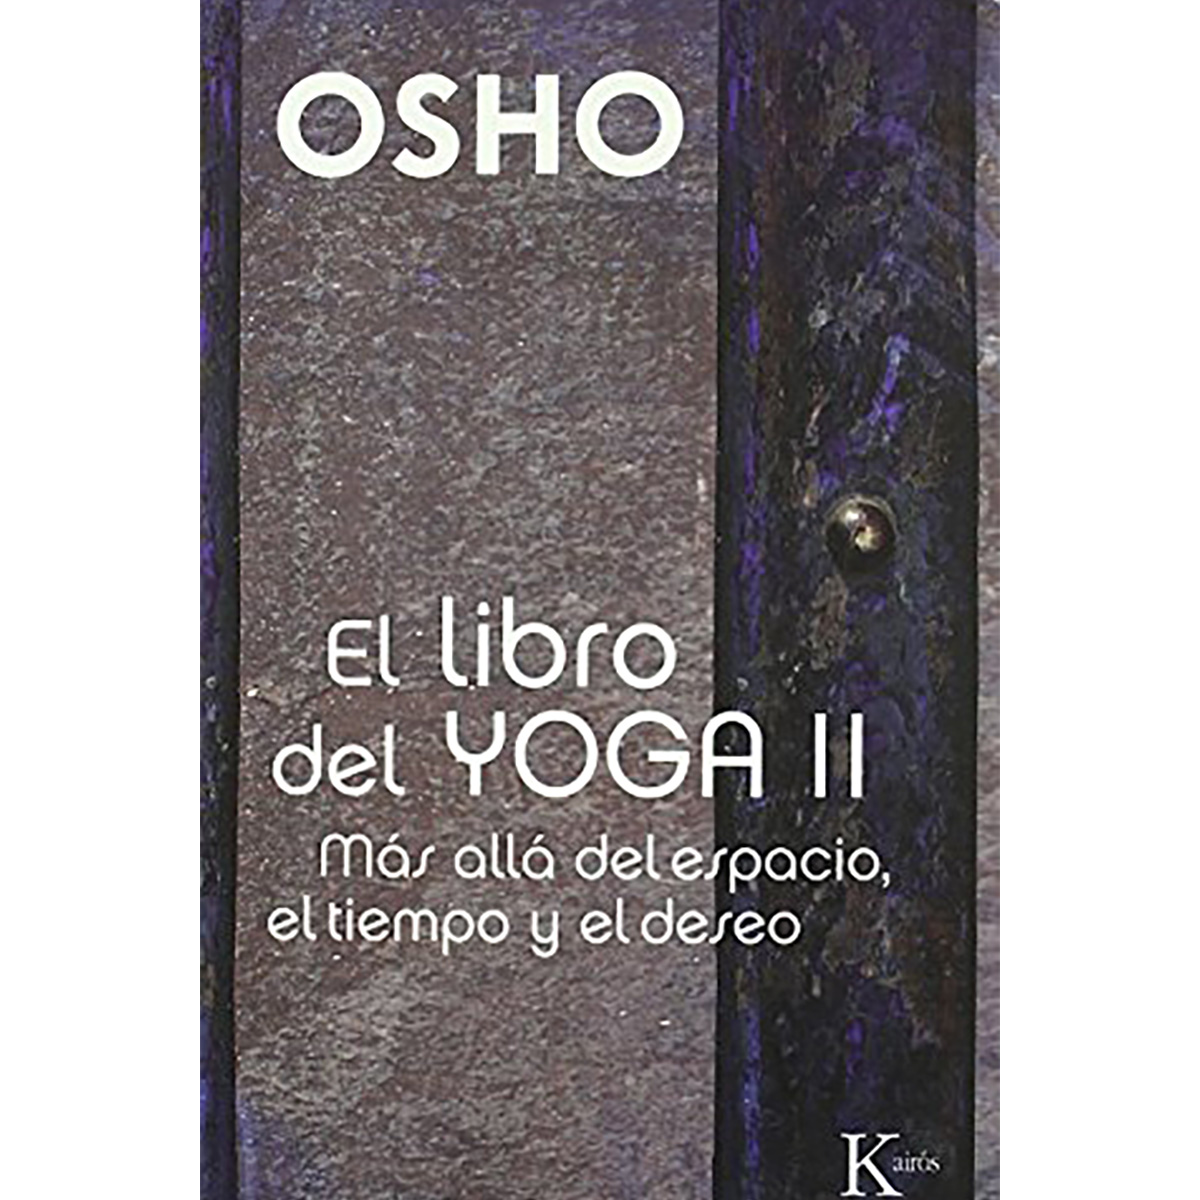 OSHO
El libro
del YOGA II
Más allá del espacio,
el tiempo y el deseo
Kairós